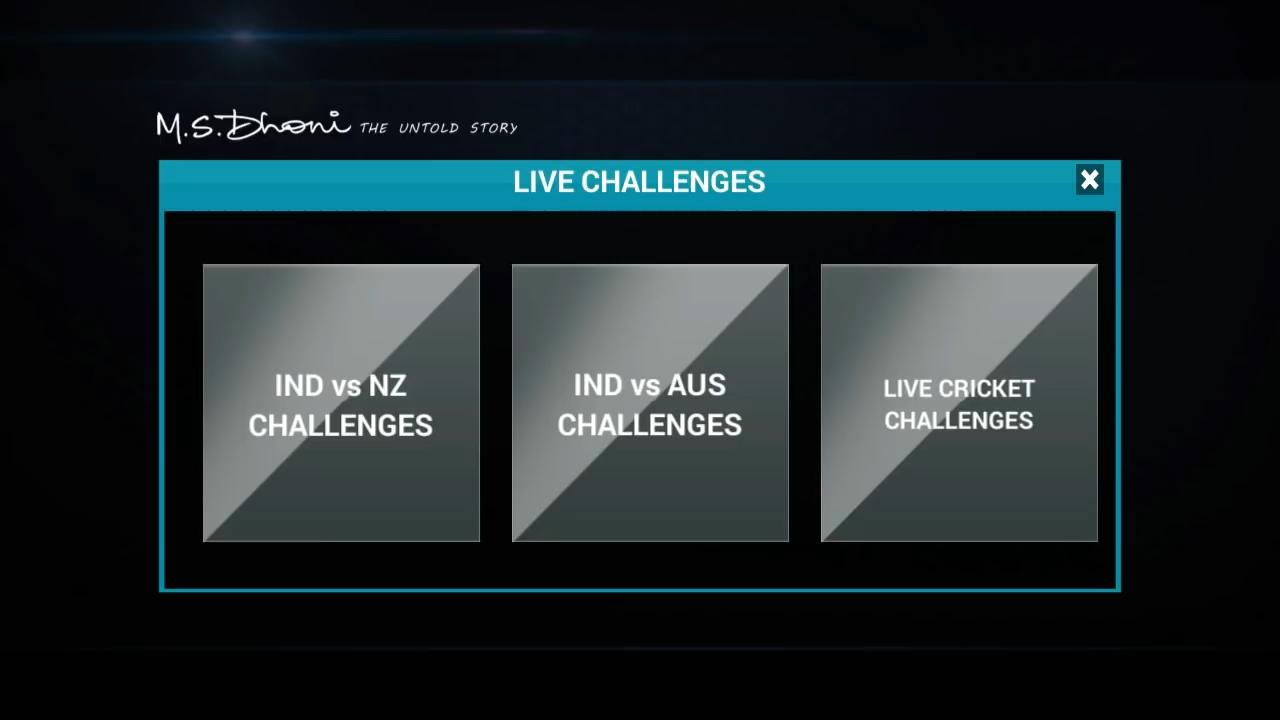 M.S. Dhoni THE UNTOLD STORY
LIVE CHALLENGES
IND vs NZ
CHALLENGES
IND vs AUS
CHALLENGES
LIVE CRICKET
CHALLENGES